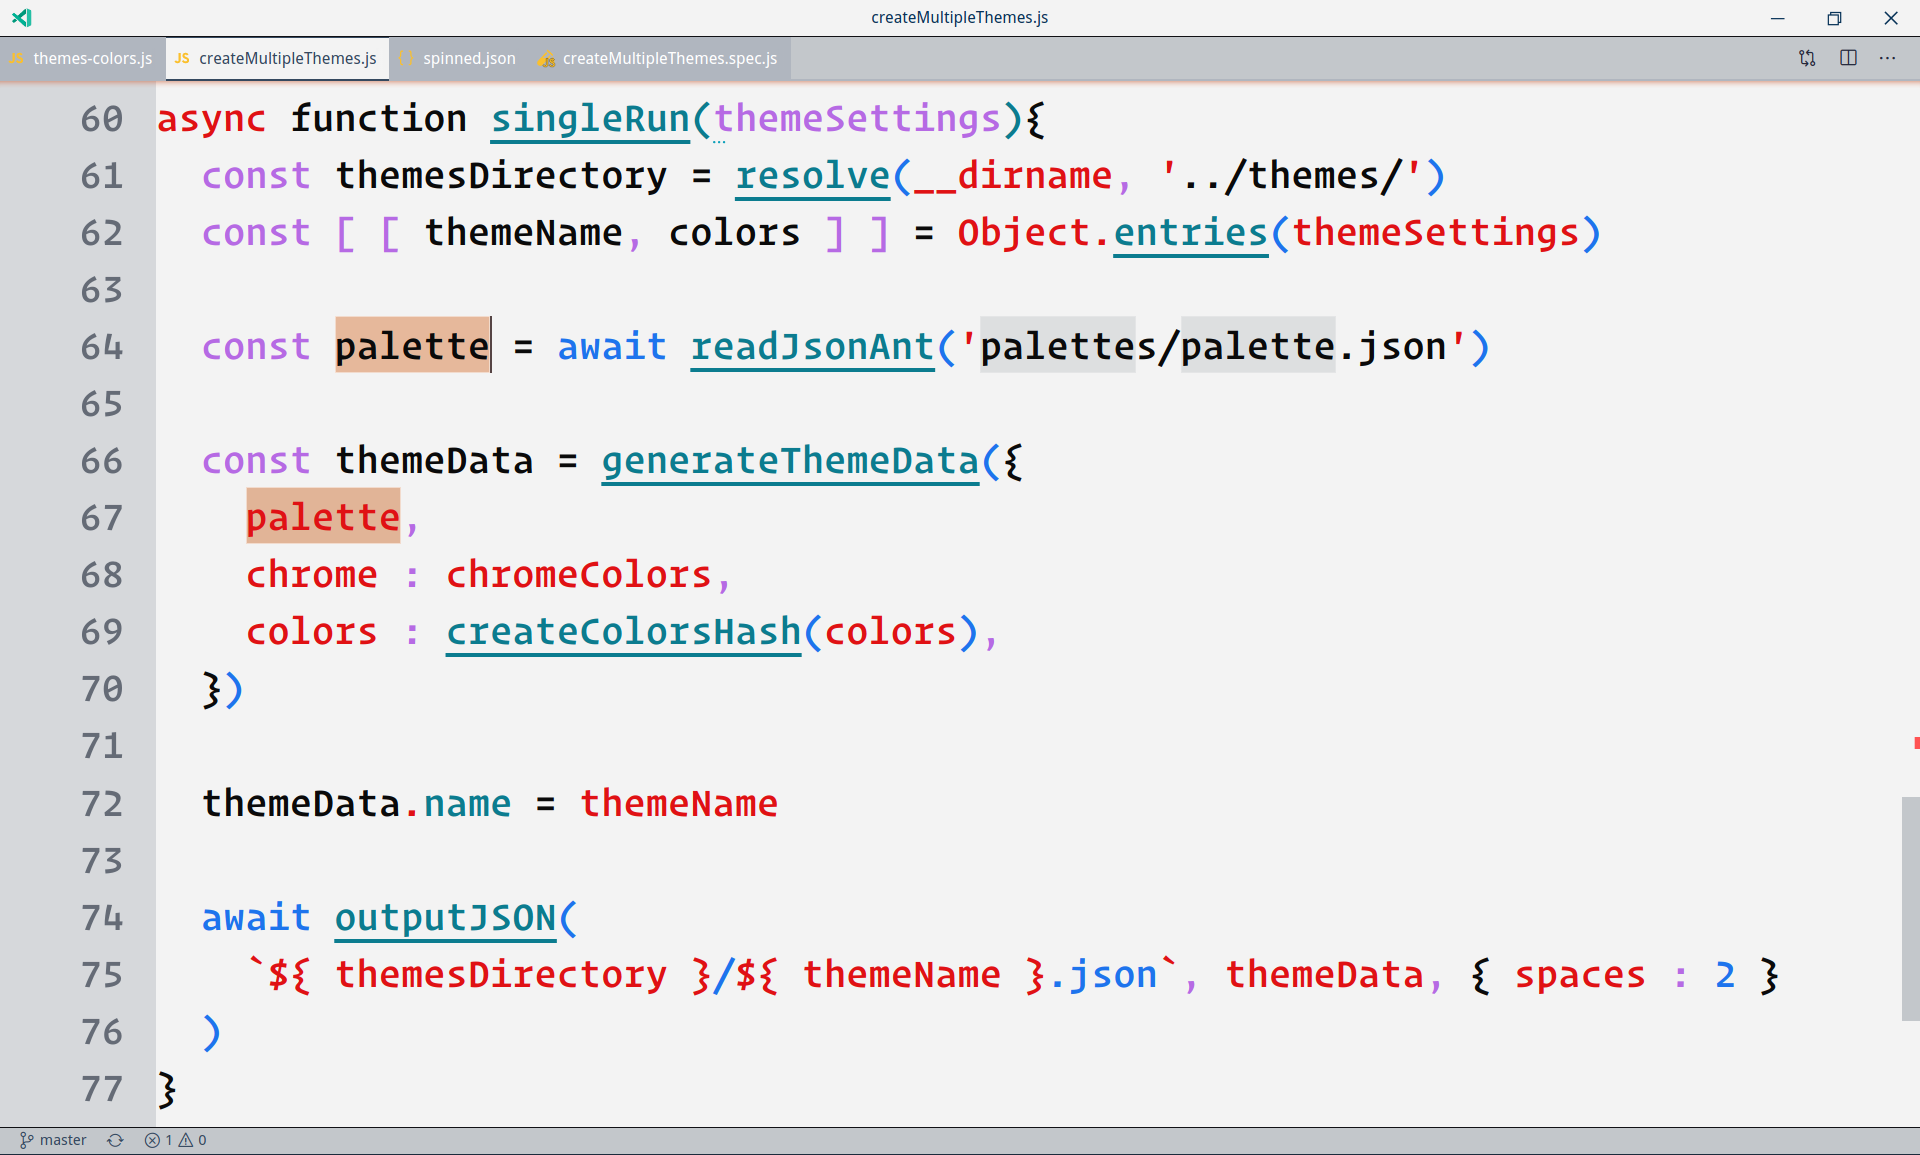 createMultipleThemes.js
JS themes-colors.js JS createMultipleThemes.js {} spinned.json createMultipleThemes.spec.js ...
60 async function singleRun(themeSettings){
61   const themesDirectory = resolve(__dirname, '../themes/')
62   const [ [ themeName, colors ] ] = Object.entries(themeSettings)
63
64   const palette = await readJsonAnt('palettes/palette.json')
65
66   const themeData = generateThemeData({
67     palette,
68     chrome : chromeColors,
69     colors : createColorsHash(colors),
70   })
71
72   themeData.name = themeName
73
74   await outputJSON(
75     `${ themesDirectory }/${ themeName }.json`, themeData, { spaces : 2 }
76   )
77 }
master 1 0